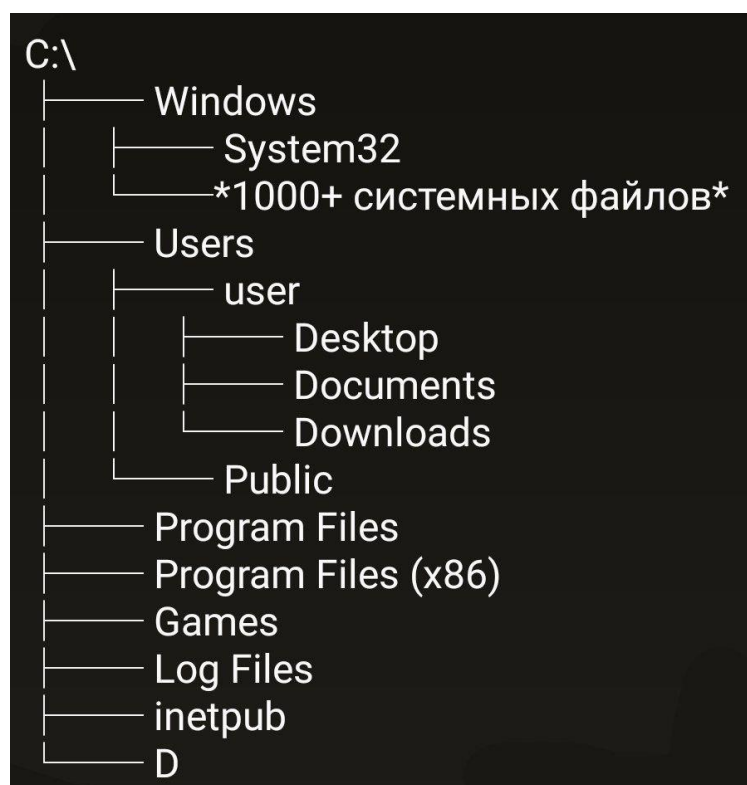 C:\
Windows
System32
*1000+ системных файлов*
Users
user
Desktop
Documents
Downloads
Public
Program Files
Program Files (x86)
Games
Log Files
inetpub
D